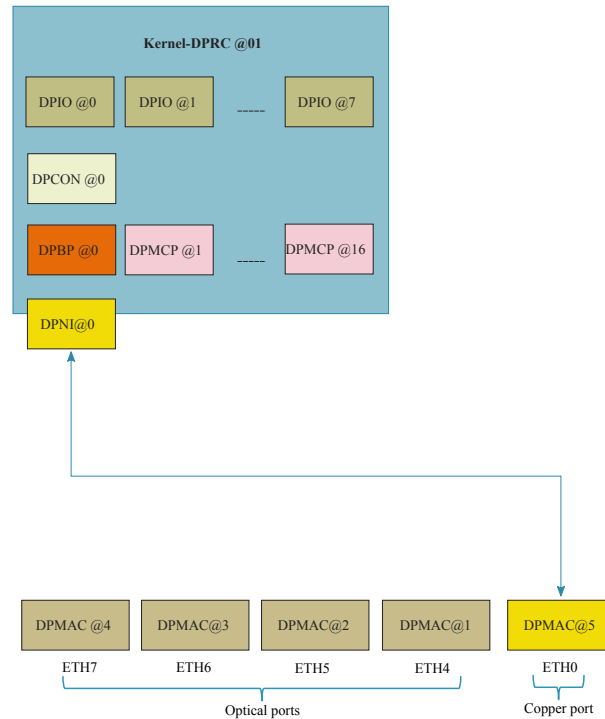 Kernel-DPRC @01
DPIO @0 DPIO @1 ----- DPIO @7
DPCON @0
DPBP @0 DPMCP @1 ----- DPMCP @16
DPNI@0
DPMAC @4 DPMAC@3 DPMAC@2 DPMAC@1 DPMAC@5
ETH7 ETH6 ETH5 ETH4 ETH0
Optical ports Copper port